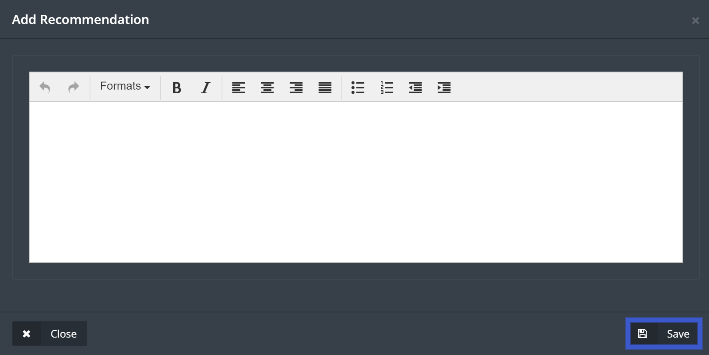 Add Recommendation
Formats
B I
Close
Save